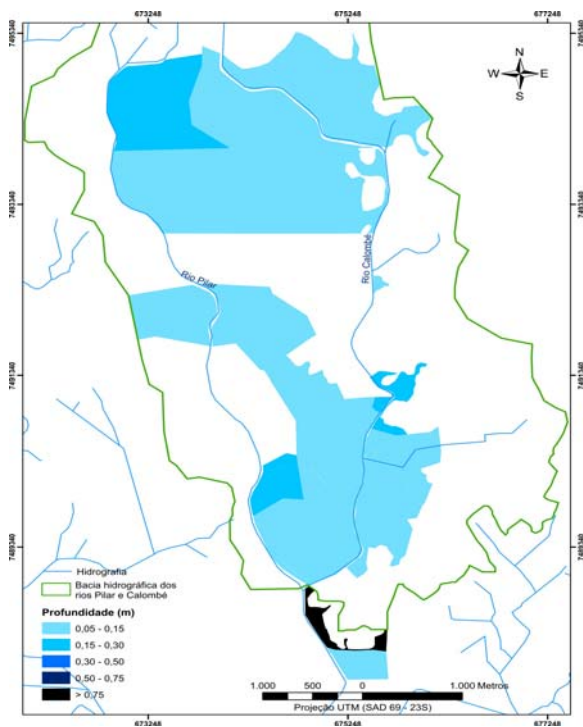 673248
675248
677248
7495340
7495340
N
W
E
S
7493340
7493340
Rio Pilar
Rio Calombé
7491340
7491340
7489340
7489340
Hidrografia
Bacia hidrográfica dos
rios Pilar e Calombé
Profundidade (m)
0,05 - 0,15
0,15 - 0,30
0,30 - 0,50
0,50 - 0,75
> 0,75
1.000
500
0
1.000 Metros
Projeção UTM (SAD 69 - 23S)
673248
675248
677248